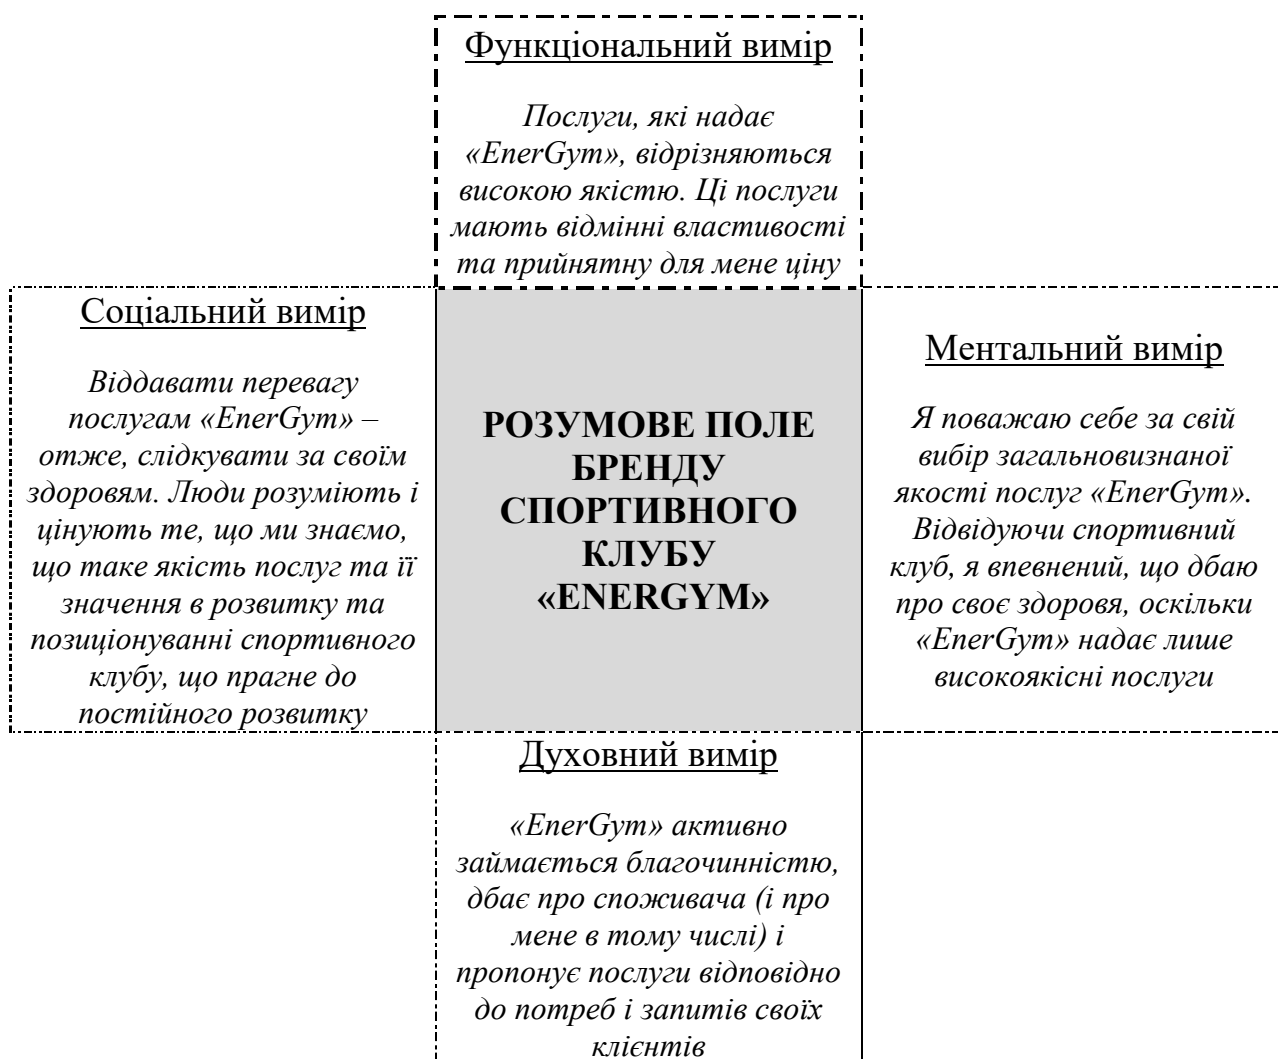 Функціональний вимір
Послуги, які надає
«EnerGym», відрізняються
високою якістю. Ці послуги
мають відмінні властивості
та прийнятну для мене ціну
Соціальний вимір
Віддавати перевагу
послугам «EnerGym» –
отже, слідкувати за своїм
здоровям. Люди розуміють і
цінують те, що ми знаємо,
що таке якість послуг та її
значення в розвитку та
позиціонуванні спортивного
клубу, що прагне до
постійного розвитку
РОЗУМОВЕ ПОЛЕ
БРЕНДУ
СПОРТИВНОГО
КЛУБУ
«ENERGYM»
Ментальний вимір
Я поважаю себе за свій
вибір загальновизнаної
якості послуг «EnerGym».
Відвідуючи спортивний
клуб, я впевнений, що дбаю
про своє здоровя, оскільки
«EnerGym» надає лише
високоякісні послуги
Духовний вимір
«EnerGym» активно
займається благочинністю,
дбає про споживача (і про
мене в тому числі) і
пропонує послуги відповідно
до потреб і запитів своїх
клієнтів